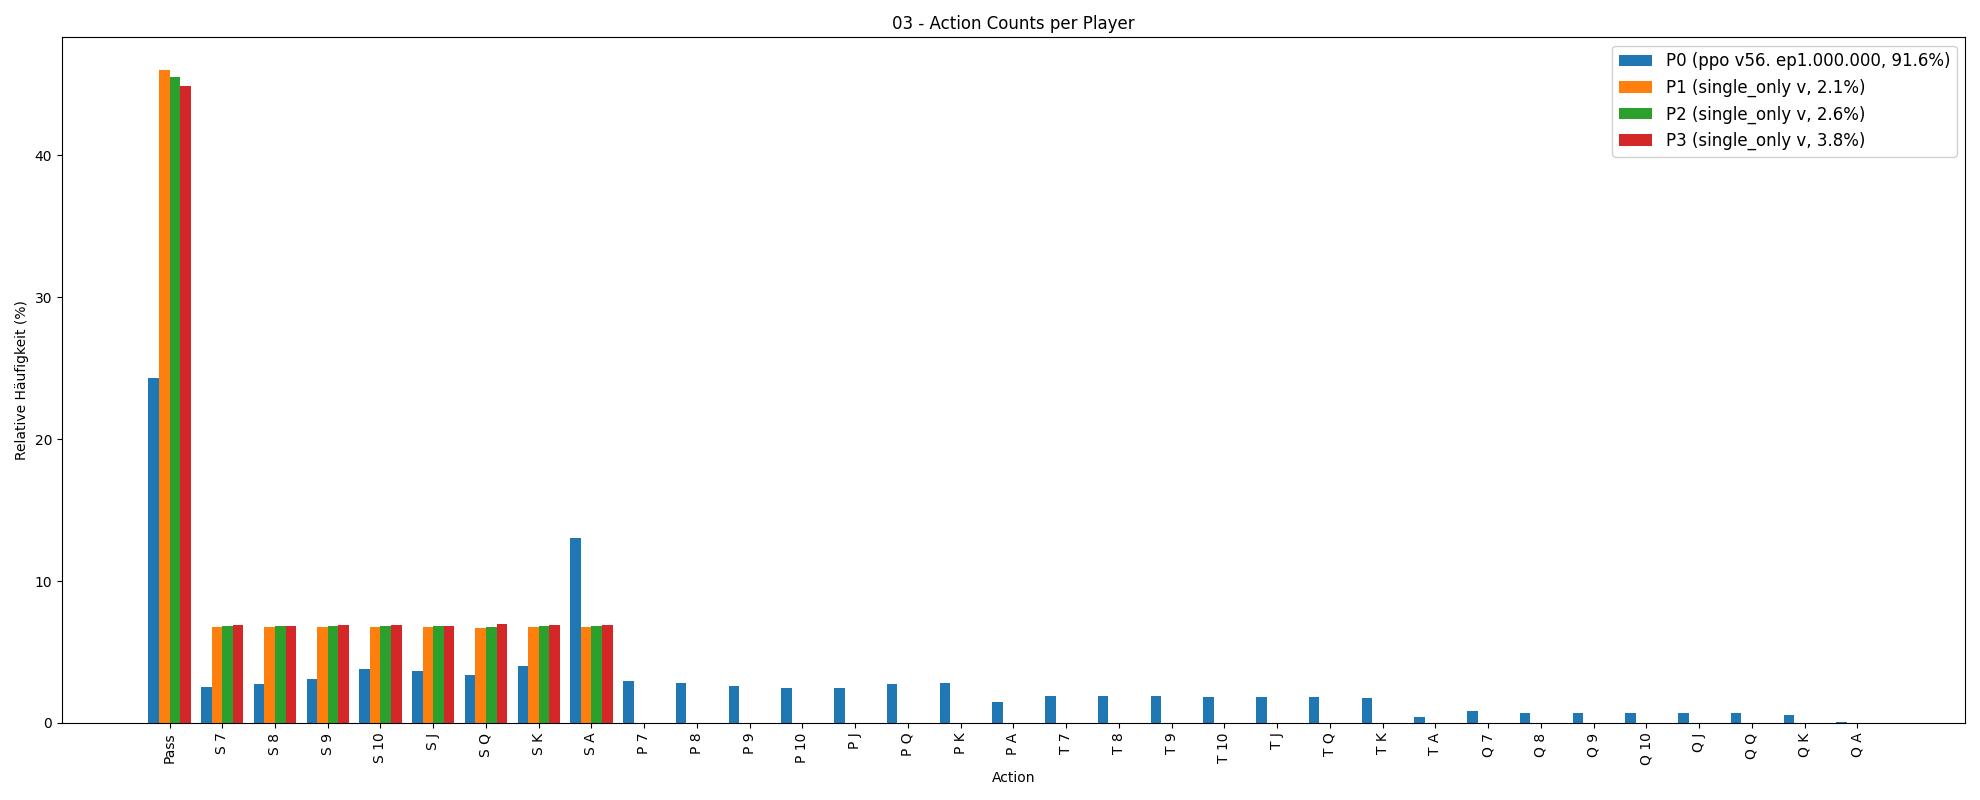 03 - Action Counts per Player
P0 (ppo v56. ep1.000.000, 91.6%)
P1 (single_only v, 2.1%)
P2 (single_only v, 2.6%)
P3 (single_only v, 3.8%)
Relative Häufigkeit (%)
40
30
20
10
0
Pass
S 7
S 8
S 9
S 10
S J
S Q
S K
S A
P 7
P 8
P 9
P 10
P J
P Q
P K
P A
T 7
T 8
T 9
T 10
T J
T Q
T K
T A
Q 7
Q 8
Q 9
Q 10
Q J
Q Q
Q K
Q A
Action